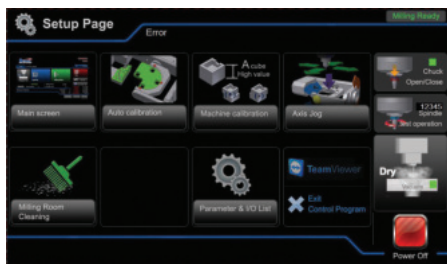 Setup Page
Error
Milling Ready
Main screen
Auto calibration
A cube
High value
Machine calibration
Axis Jog
Chuck
Open/Close
12345
Spindle
Test operation
Milling Room
Cleaning
Parameter & I/O List
TeamViewer
Exit
Control Program
Dry
Power Off